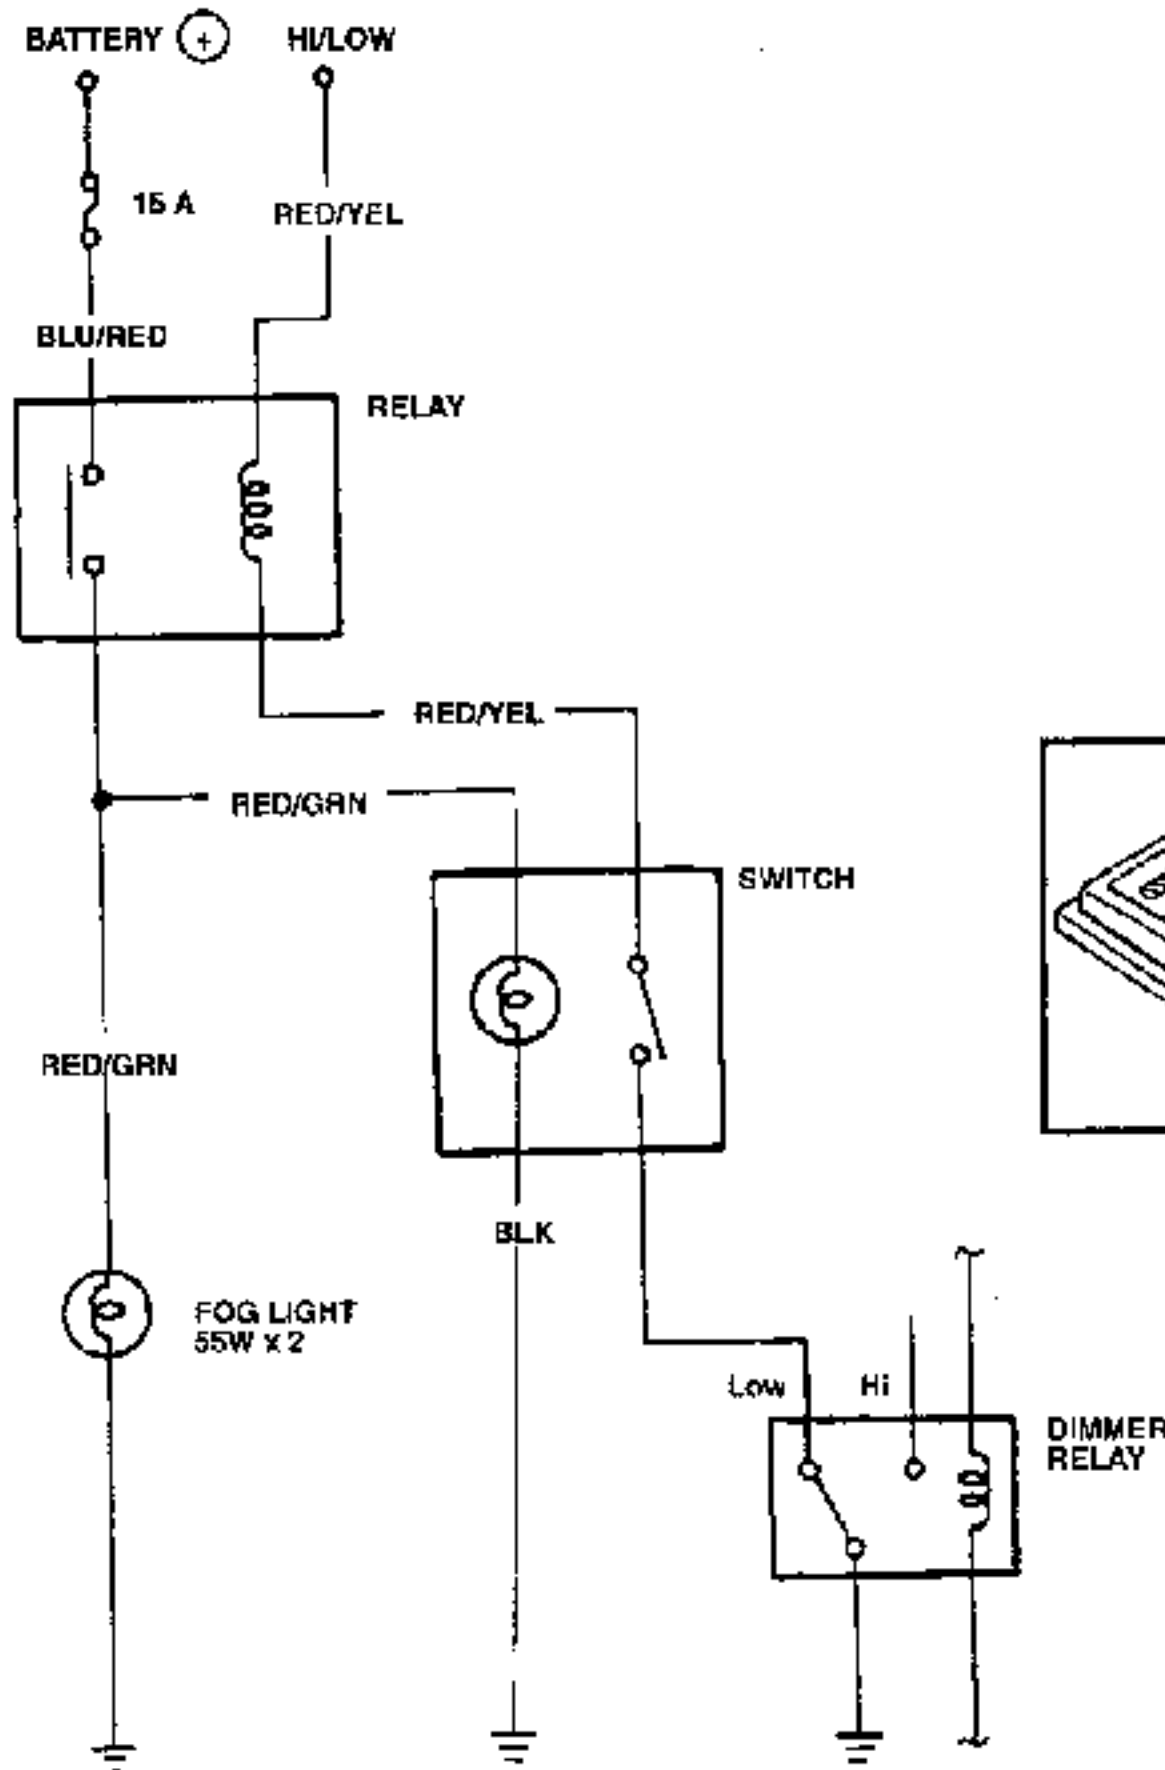 BATTERY + HI/LOW
15 A
RED/YEL
BLU/RED
RELAY
RED/YEL
RED/GRN
SWITCH
RED/GRN
BLK
FOG LIGHT
55W x 2
Low Hi
DIMMER
RELAY